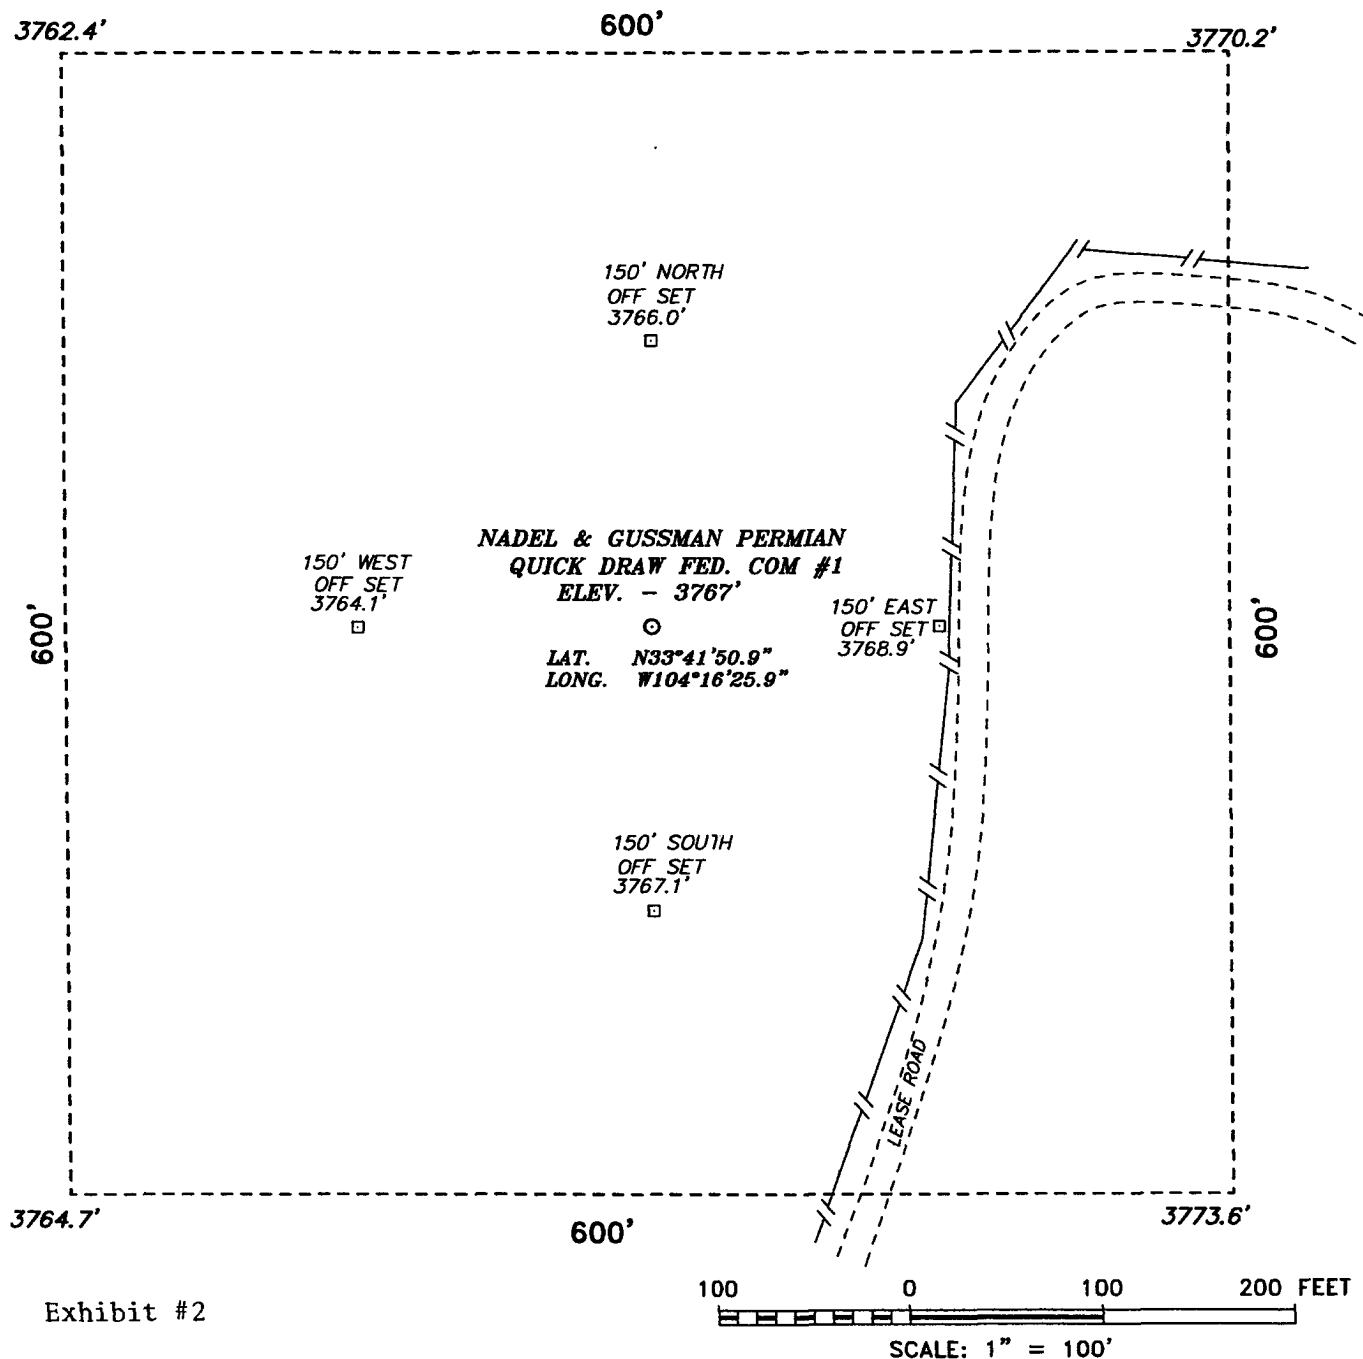 3762.4'
600'
3770.2'
150' NORTH
OFF SET
3766.0'
NADEL & GUSSMAN PERMIAN
QUICK DRAW FED. COM #1
ELEV. - 3767'
150' WEST
OFF SET
3764.1'
150' EAST
OFF SET
3768.9'
600'
600'
LAT. N33°41'50.9"
LONG. W104°16'25.9"
150' SOUTH
OFF SET
3767.1'
LEASE ROAD
3764.7'
600'
3773.6'
Exhibit #2
100 0 100 200 FEET
SCALE: 1" = 100'